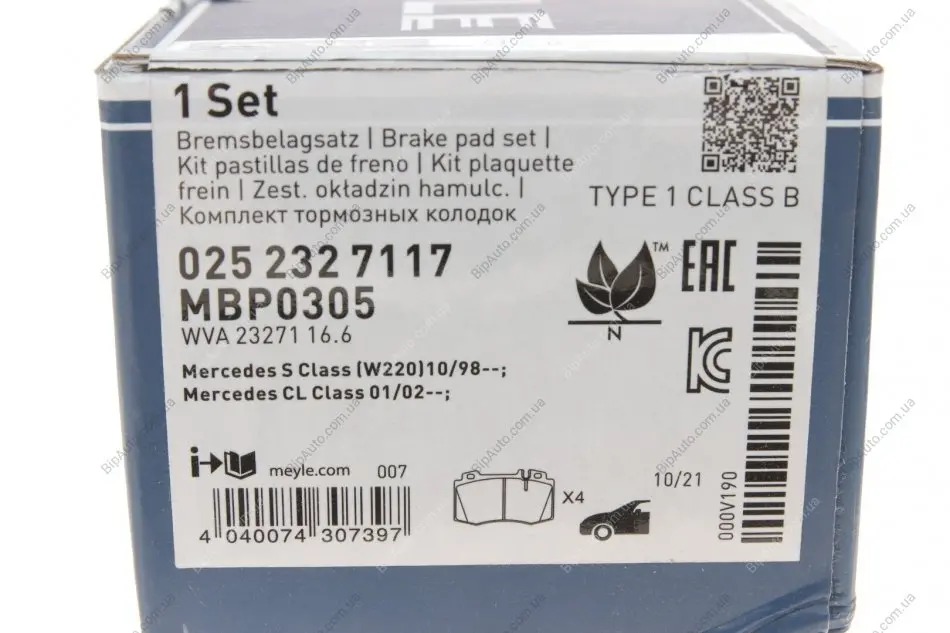 1 Set
Bremsbelagsatz | Brake pad set |
Kit pastillas de freno | Kit plaquette
frein | Zest. okładzin hamulc. |
Комплект тормозных колодок
TYPE 1 CLASS B
025 232 7117
MBP0305
WVA 23271 16.6
Mercedes S Class (W220)10/98--;
Mercedes CL Class 01/02--;
TM
N
EAC
KC
i
meyle.com
007
X4
10/21
000V190
4 040074 307397
BipAuto.com.ua